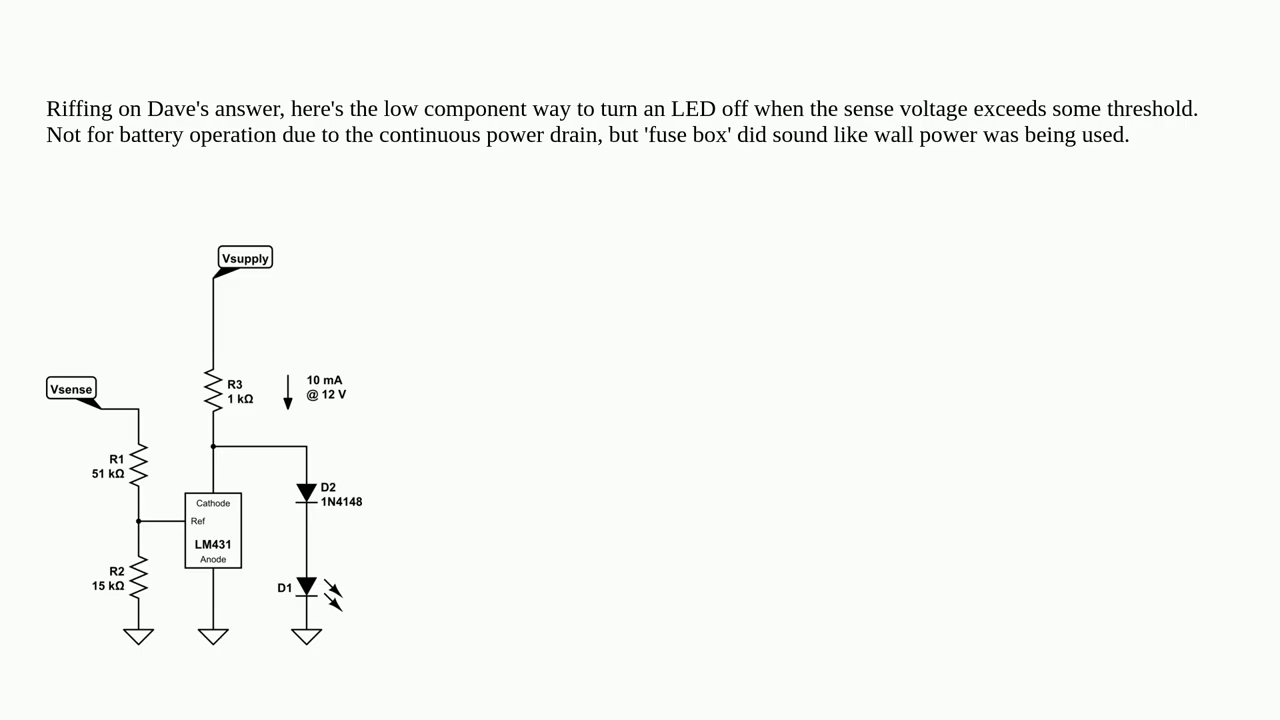 Riffing on Dave's answer, here's the low component way to turn an LED off when the sense voltage exceeds some threshold.
Not for battery operation due to the continuous power drain, but 'fuse box' did sound like wall power was being used.
Vsupply
Vsense
R3
1 kΩ
10 mA
@ 12 V
R1
51 kΩ
D2
1N4148
Cathode
Ref
LM431
Anode
R2
15 kΩ
D1